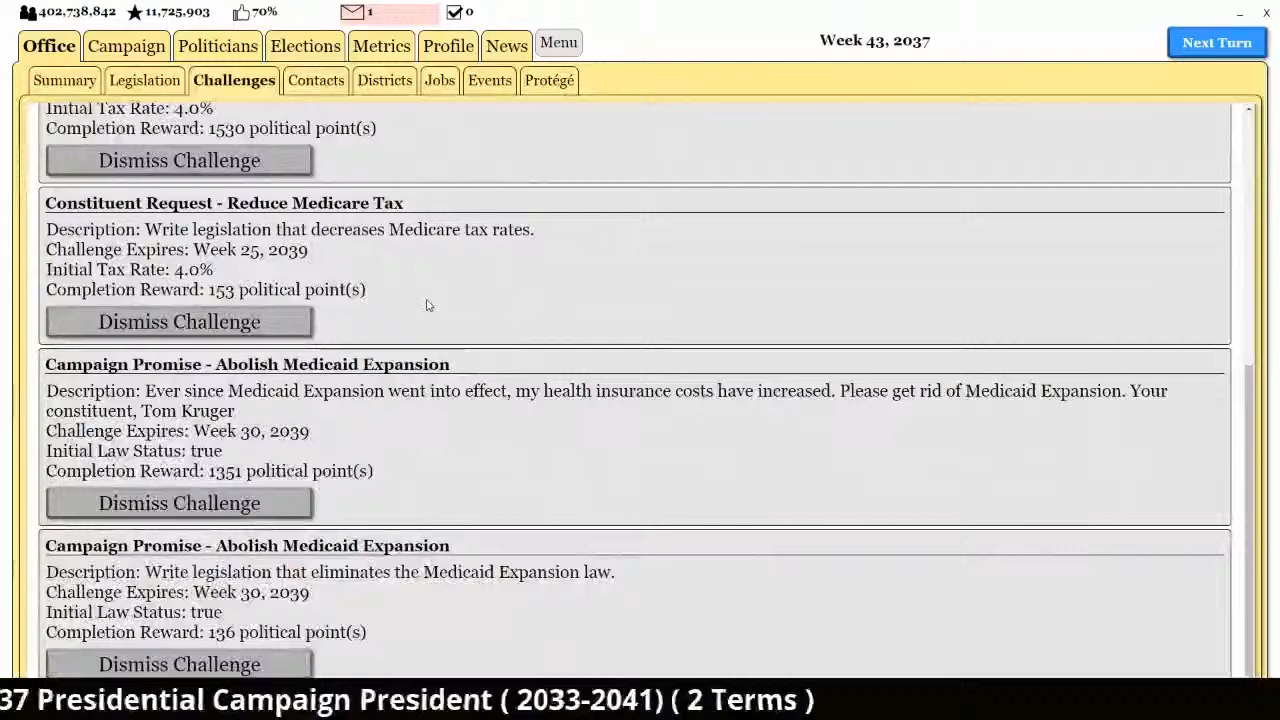 402,738,842 11,725,903 70% 1 0
Office Campaign Politicians Elections Metrics Profile News Menu Week 43, 2037 Next Turn
Summary Legislation Challenges Contacts Districts Jobs Events Protégé
Initial Tax Rate: 4.0%
Completion Reward: 1530 political point(s)
Dismiss Challenge
Constituent Request - Reduce Medicare Tax
Description: Write legislation that decreases Medicare tax rates.
Challenge Expires: Week 25, 2039
Initial Tax Rate: 4.0%
Completion Reward: 153 political point(s)
Dismiss Challenge
Campaign Promise - Abolish Medicaid Expansion
Description: Ever since Medicaid Expansion went into effect, my health insurance costs have increased. Please get rid of Medicaid Expansion. Your
constituent, Tom Kruger
Challenge Expires: Week 30, 2039
Initial Law Status: true
Completion Reward: 1351 political point(s)
Dismiss Challenge
Campaign Promise - Abolish Medicaid Expansion
Description: Write legislation that eliminates the Medicaid Expansion law.
Challenge Expires: Week 30, 2039
Initial Law Status: true
Completion Reward: 136 political point(s)
Dismiss Challenge
37 Presidential Campaign President ( 2033-2041) ( 2 Terms )